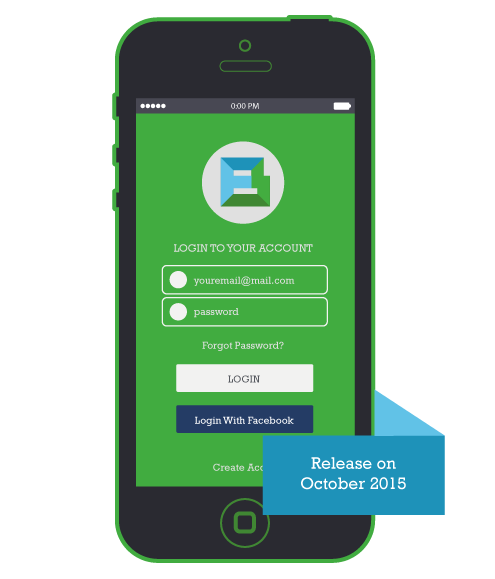 0:00 PM
LOGIN TO YOUR ACCOUNT
youremail@mail.com
password
Forgot Password?
LOGIN
Login With Facebook
Create Acc
Release on
October 2015